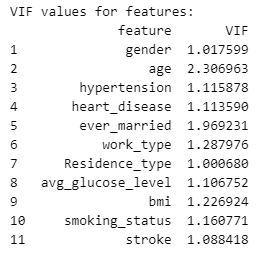 VIF values for features:
feature VIF
1 gender 1.017599
2 age 2.306963
3 hypertension 1.115878
4 heart_disease 1.113590
5 ever_married 1.969231
6 work_type 1.287976
7 Residence_type 1.000680
8 avg_glucose_level 1.106752
9 bmi 1.226924
10 smoking_status 1.160771
11 stroke 1.088418